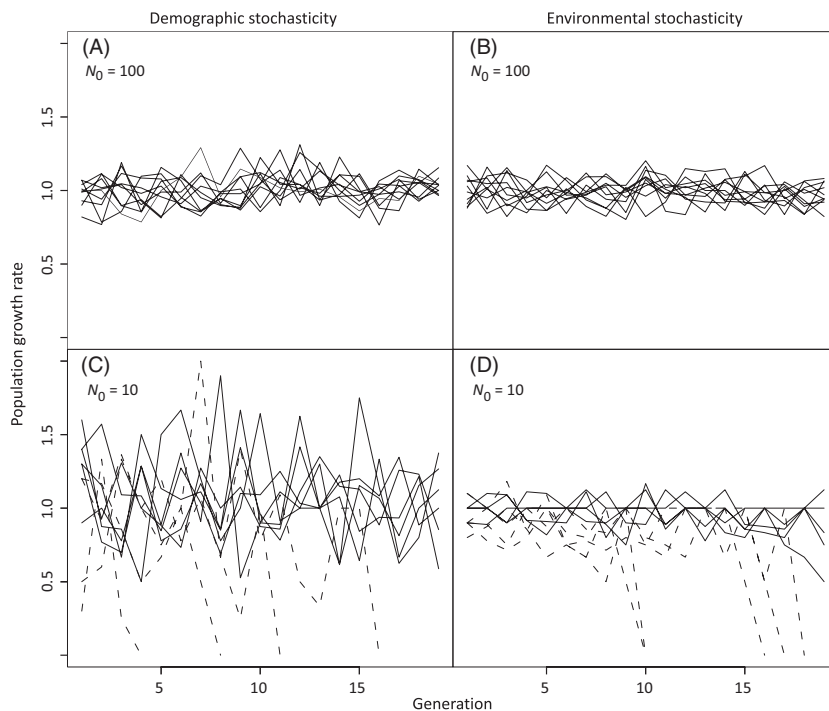 Demographic stochasticity
Environmental stochasticity
(A)
N0 = 100
(B)
N0 = 100
1.5
1.0
0.5
Population growth rate
(C)
N0 = 10
(D)
N0 = 10
1.5
1.0
0.5
5
10
15
5
10
15
Generation